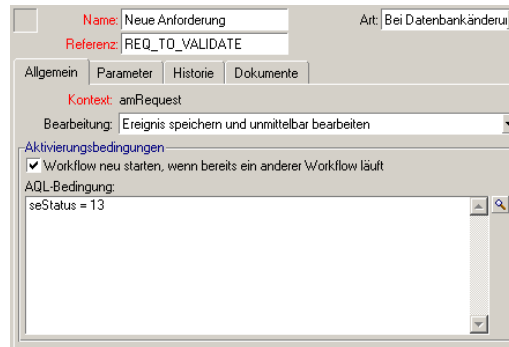 Name: Neue Anforderung Art: Bei Datenbankänderu
Referenz: REQ_TO_VALIDATE
Allgemein Parameter Historie Dokumente
Kontext: amRequest
Bearbeitung: Ereignis speichern und unmittelbar bearbeiten
Aktivierungsbedingungen
Workflow neu starten, wenn bereits ein anderer Workflow läuft
AQL-Bedingung:
seStatus = 13